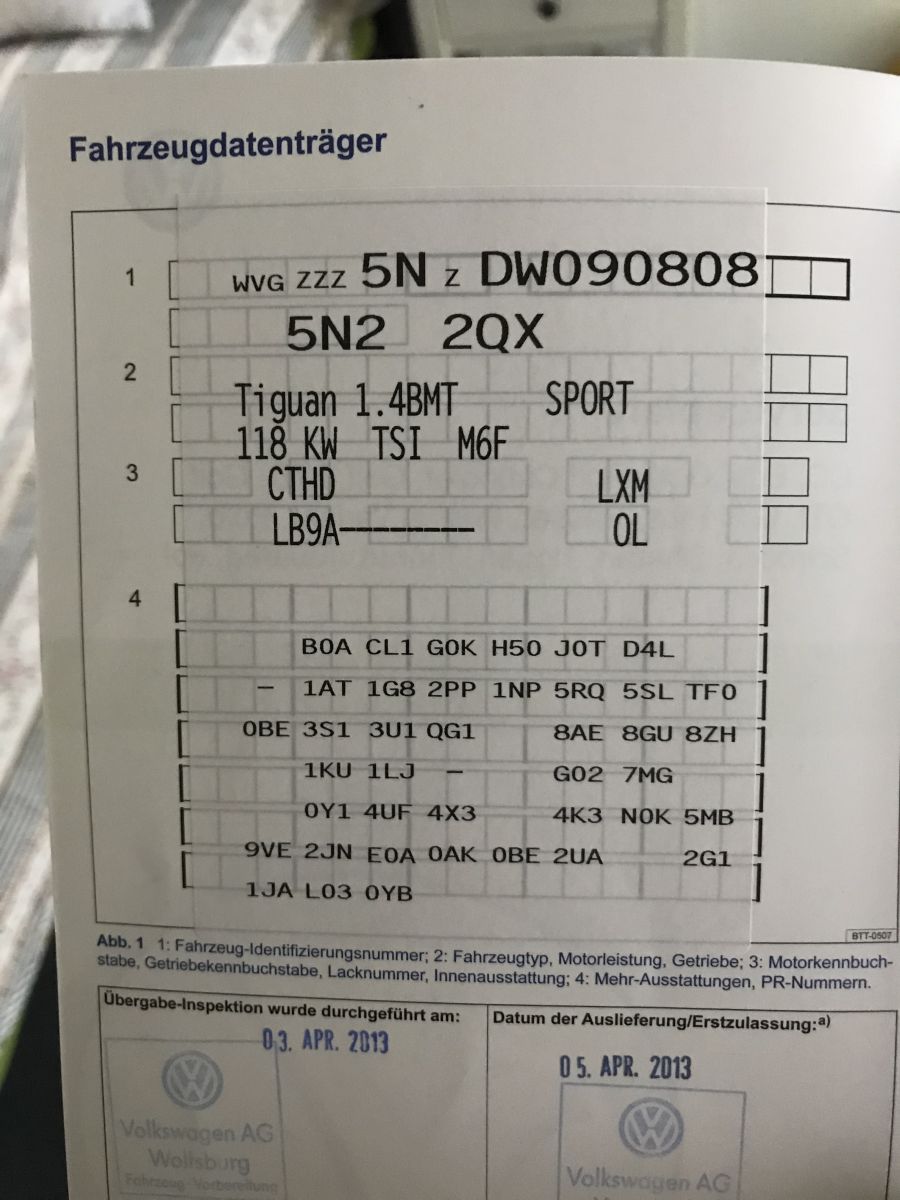 Fahrzeugdatenträger
1 WVG ZZZ 5N Z DW090808
5N2 2QX
2
Tiguan 1.4BMT SPORT
118 KW TSI M6F
3 CTHD LXM
LB9A-------- OL
4
B0A CL1 G0K H50 J0T D4L
- 1AT 1G8 2PP 1NP 5RQ 5SL TF0
0BE 3S1 3U1 QG1 8AE 8GU 8ZH
1KU 1LJ - G02 7MG
0Y1 4UF 4X3 4K3 N0K 5MB
9VE 2JN E0A 0AK 0BE 2UA 2G1
1JA L03 0YB
BTT-0507
Abb. 1 1: Fahrzeug-Identifizierungsnummer; 2: Fahrzeugtyp, Motorleistung, Getriebe; 3: Motorkennbuch-
stabe, Getriebekennbuchstabe, Lacknummer, Innenausstattung; 4: Mehr-Ausstattungen, PR-Nummern.
Übergabe-Inspektion wurde durchgeführt am:
03. APR. 2013
Volkswagen AG
Wolfsburg
Fahrzeug-Vorbereitung
Datum der Auslieferung/Erstzulassung:a)
05. APR. 2013
Volkswagen AG